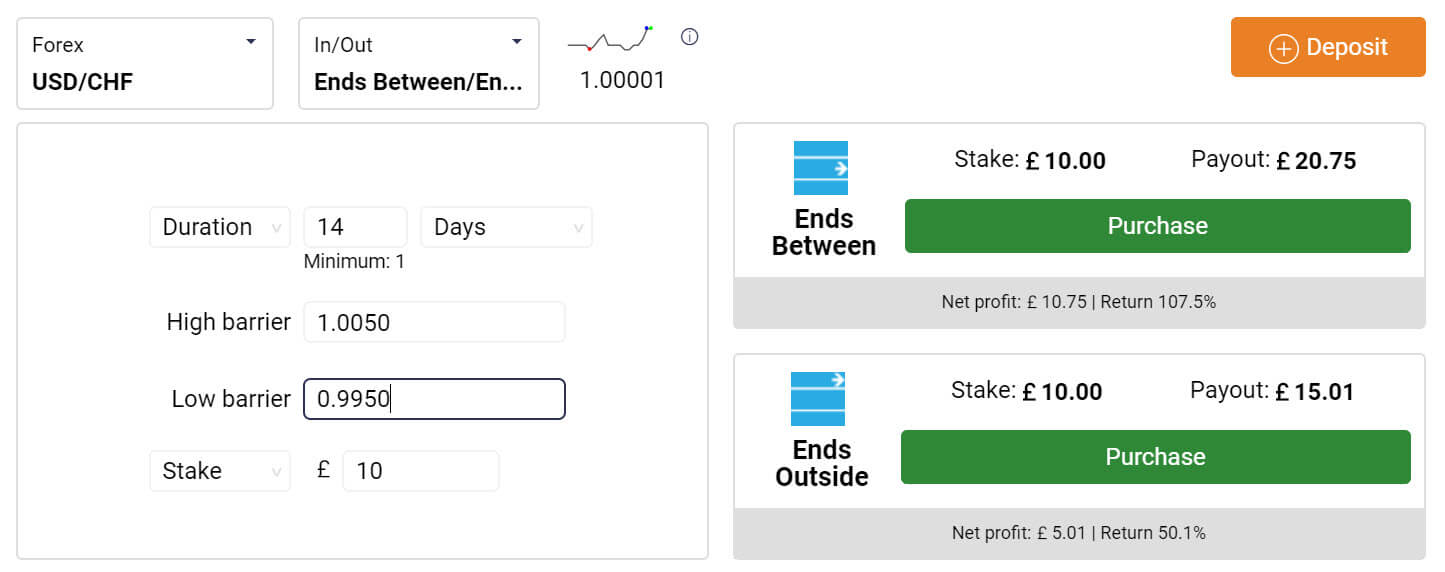 Forex
USD/CHF
In/Out
Ends Between/En...
1.00001
Deposit
Duration 14 Days
Minimum: 1
High barrier 1.0050
Low barrier 0.9950
Stake £ 10
Ends
Between
Stake: £ 10.00 Payout: £ 20.75
Purchase
Net profit: £ 10.75 | Return 107.5%
Ends
Outside
Stake: £ 10.00 Payout: £ 15.01
Purchase
Net profit: £ 5.01 | Return 50.1%